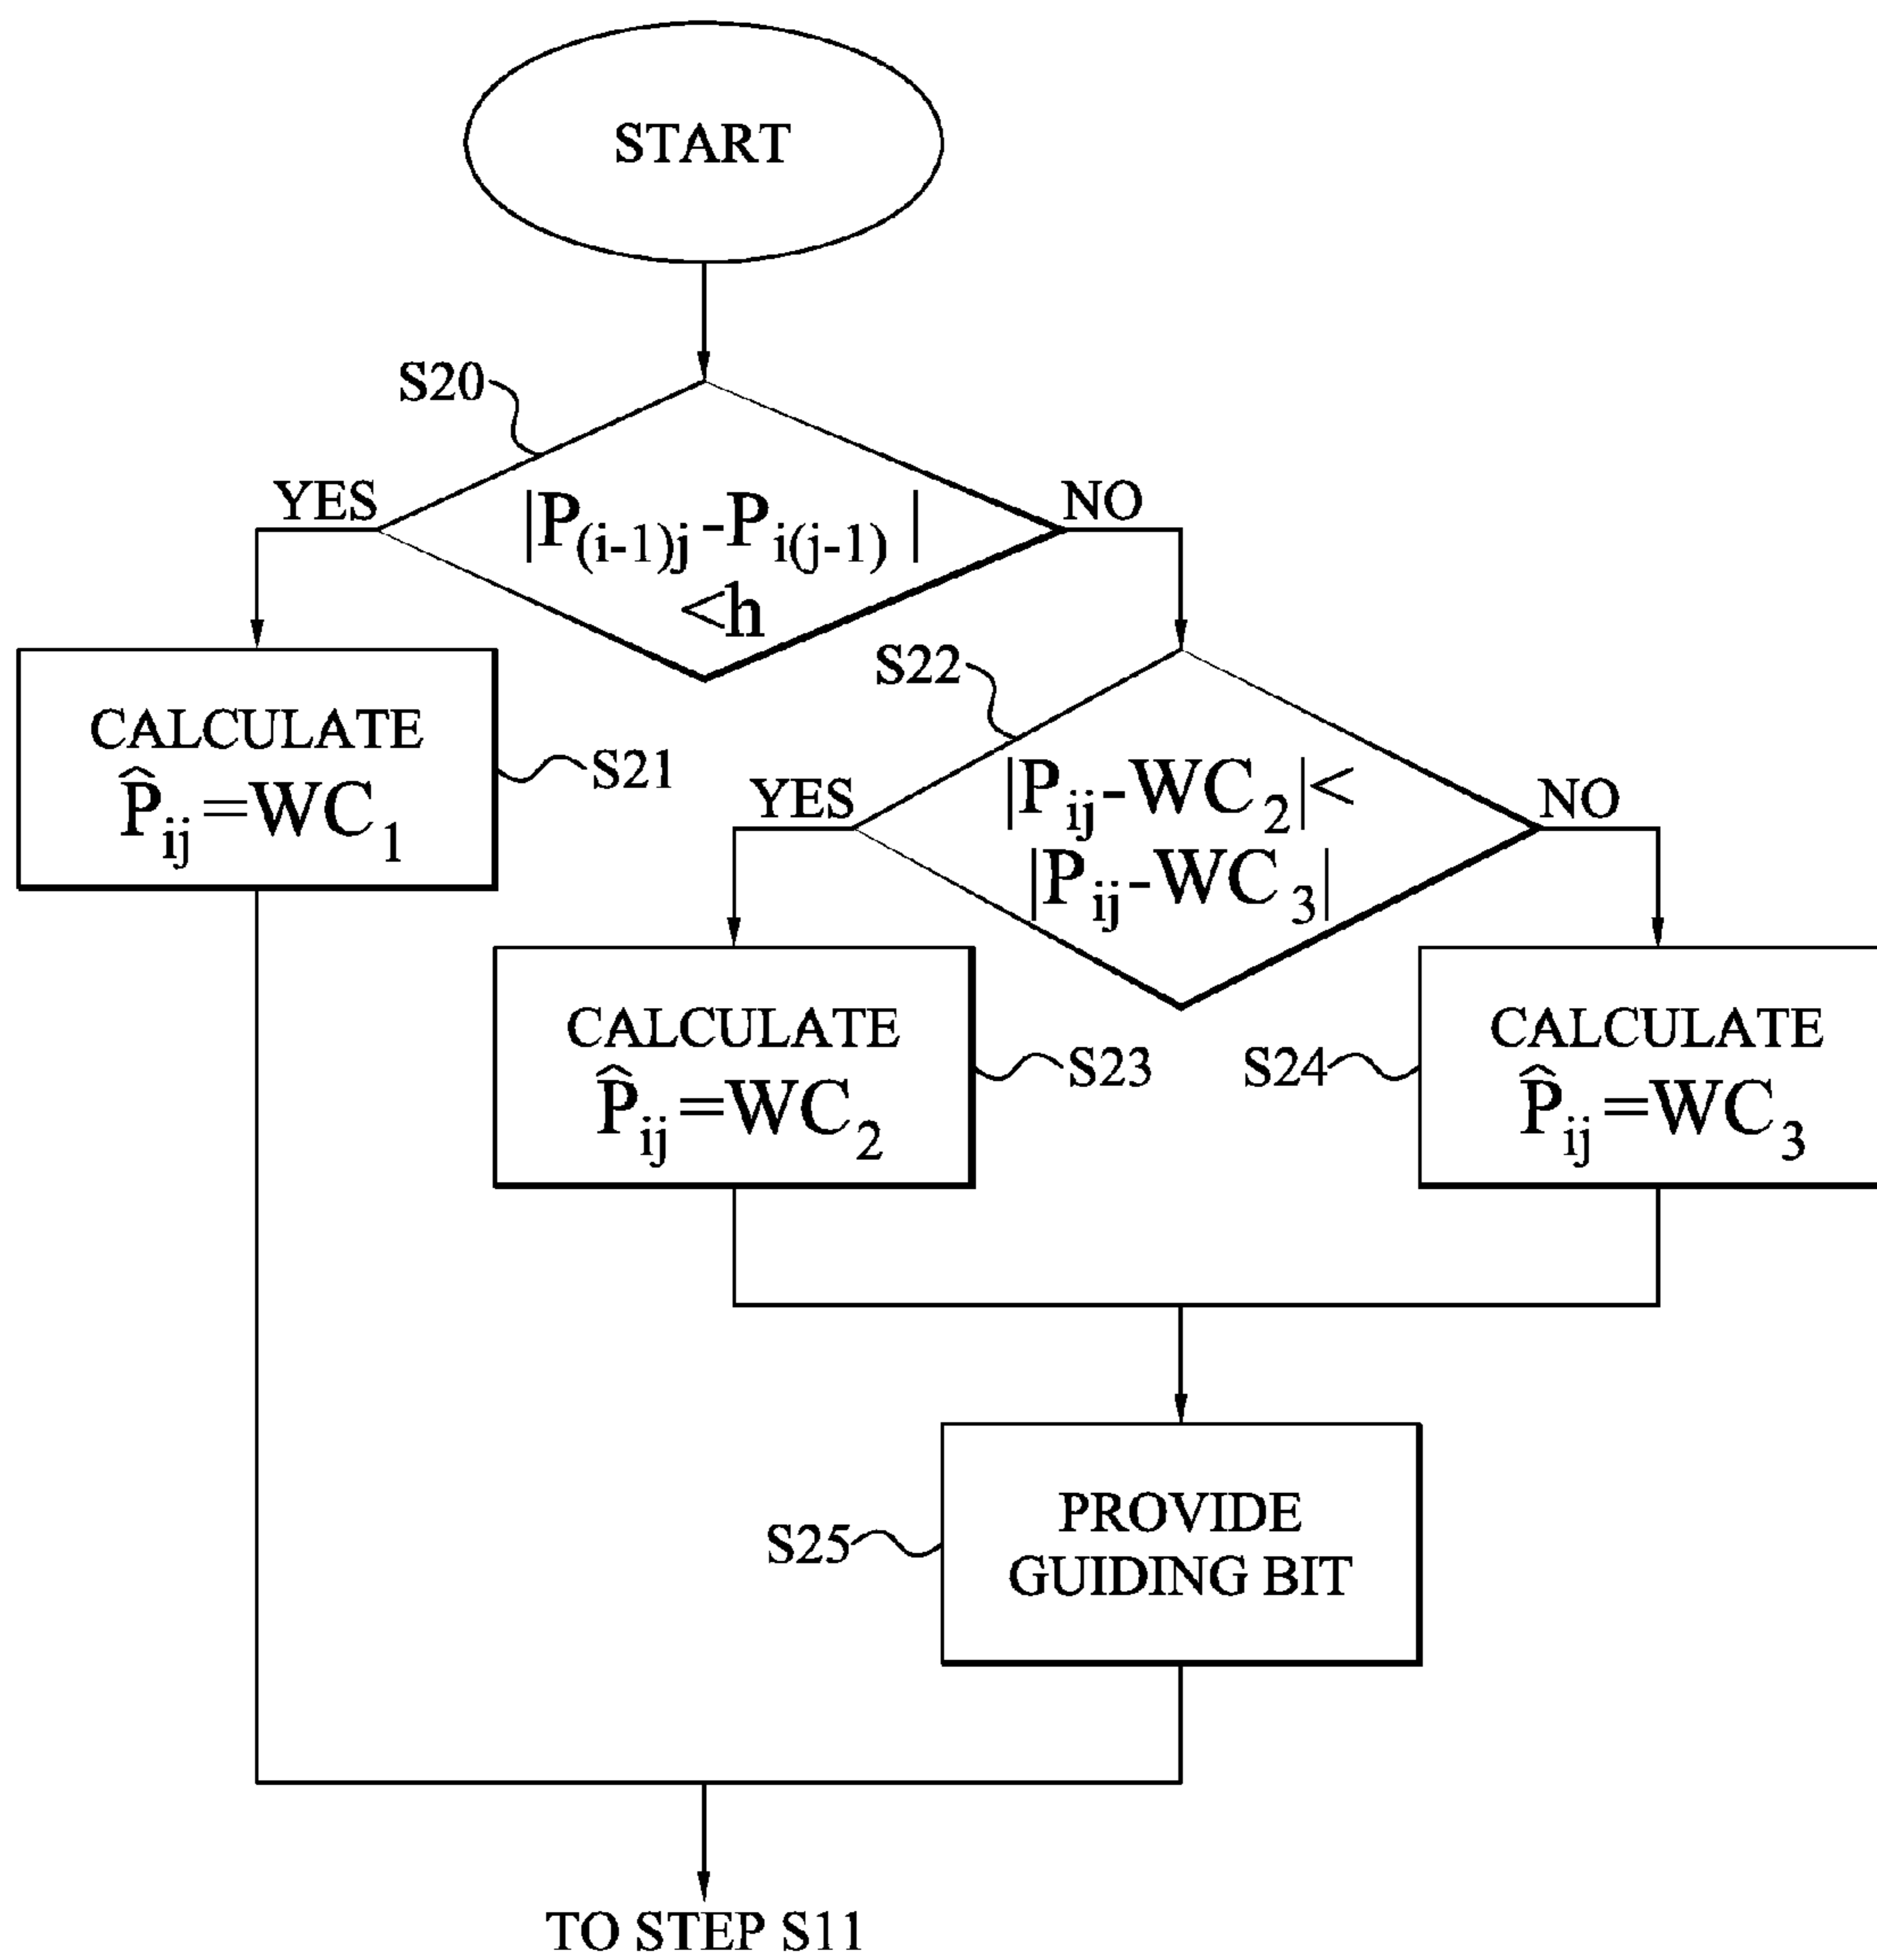 START
S20
YES
NO
|P(i-1)j-Pi(j-1)|
<h
S22
CALCULATE
P̂ij=WC1
S21
YES
NO
|Pij-WC2|<
|Pij-WC3|
CALCULATE
P̂ij=WC2
S23
S24
CALCULATE
P̂ij=WC3
S25
PROVIDE
GUIDING BIT
TO STEP S11